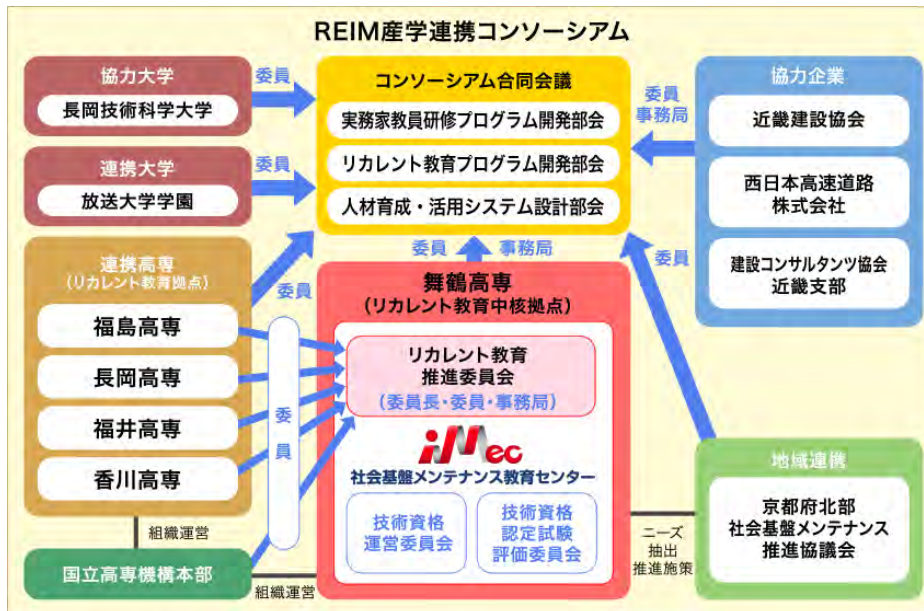 REIM産学連携コンソーシアム
協力大学
長岡技術科学大学
委員
連携大学
放送大学学園
委員
コンソーシアム合同会議
実務家教員研修プログラム開発部会
リカレント教育プログラム開発部会
人材育成・活用システム設計部会
協力企業
近畿建設協会
西日本高速道路
株式会社
建設コンサルタンツ協会
近畿支部
委員
事務局
連携高専
(リカレント教育拠点)
福島高専
長岡高専
福井高専
香川高専
委員
委員
委員
事務局
舞鶴高専
(リカレント教育中核拠点)
リカレント教育
推進委員会
(委員長・委員・事務局)
iMec
社会基盤メンテナンス教育センター
技術資格
運営委員会
技術資格
認定試験
評価委員会
委員
地域連携
京都府北部
社会基盤メンテナンス
推進協議会
ニーズ
抽出
推進施策
組織運営
国立高専機構本部
組織運営